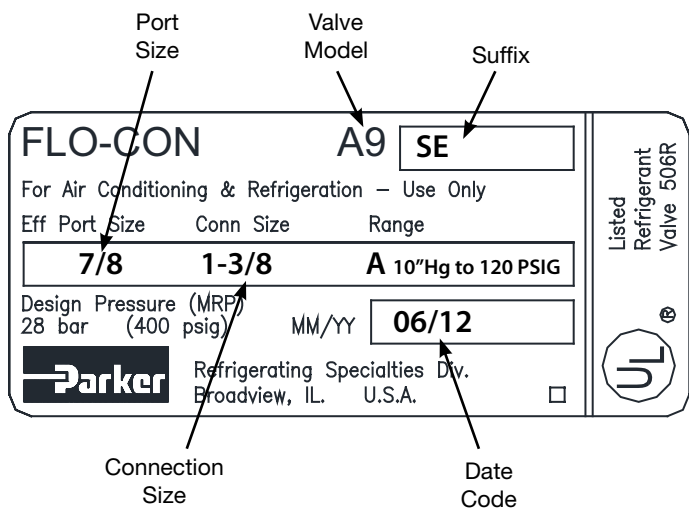 Port
Size
Valve
Model
Suffix
FLO-CON A9 SE
For Air Conditioning & Refrigeration – Use Only
Eff Port Size Conn Size Range
7/8 1-3/8 A 10"Hg to 120 PSIG
Design Pressure (MRP)
28 bar (400 psig) MM/YY 06/12
Parker
Refrigerating Specialties Div.
Broadview, IL. U.S.A.
Listed
Refrigerant
Valve 506R
UL ®
Connection
Size
Date
Code